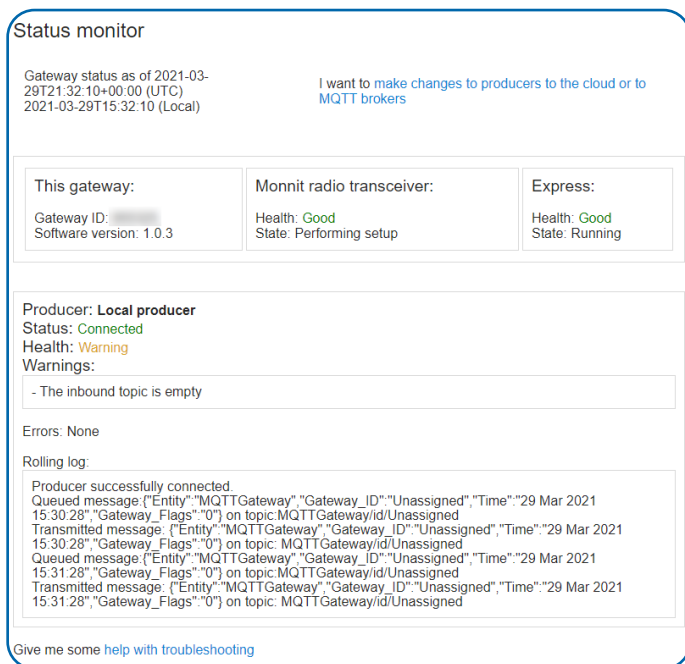 Status monitor
Gateway status as of 2021-03-
29T21:32:10+00:00 (UTC)
2021-03-29T15:32:10 (Local)
I want to make changes to producers to the cloud or to
MQTT brokers
This gateway:
Gateway ID:
Software version: 1.0.3
Monnit radio transceiver:
Health: Good
State: Performing setup
Express:
Health: Good
State: Running
Producer: Local producer
Status: Connected
Health: Warning
Warnings:
- The inbound topic is empty
Errors: None
Rolling log:
Producer successfully connected.
Queued message:{"Entity":"MQTTGateway","Gateway_ID":"Unassigned","Time":"29 Mar 2021
15:30:28","Gateway_Flags":"0"} on topic:MQTTGateway/id/Unassigned
Transmitted message: {"Entity":"MQTTGateway","Gateway_ID":"Unassigned","Time":"29 Mar 2021
15:30:28","Gateway_Flags":"0"} on topic: MQTTGateway/id/Unassigned
Queued message:{"Entity":"MQTTGateway","Gateway_ID":"Unassigned","Time":"29 Mar 2021
15:31:28","Gateway_Flags":"0"} on topic:MQTTGateway/id/Unassigned
Transmitted message: {"Entity":"MQTTGateway","Gateway_ID":"Unassigned","Time":"29 Mar 2021
15:31:28","Gateway_Flags":"0"} on topic: MQTTGateway/id/Unassigned
Give me some help with troubleshooting